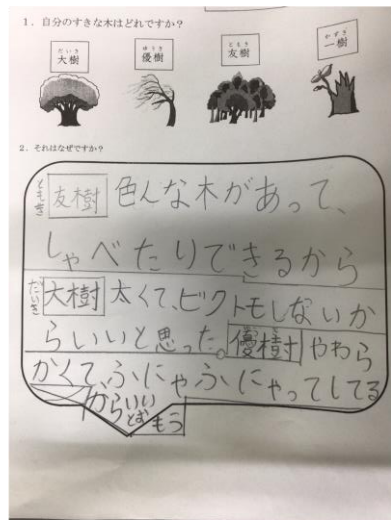 1．自分のすきな木はどれですか？
だいき
大樹
ゆうき
優樹
ともき
友樹
かずき
一樹
2．それはなぜですか？
ともき 友樹 色んな木があって、
しゃべたりできるから
だいき 大樹 太くて、ビクトモしないか
らいいと思った。優樹 やわら
かくて、ふにゃふにゃってしてる
からいい
とお
もう